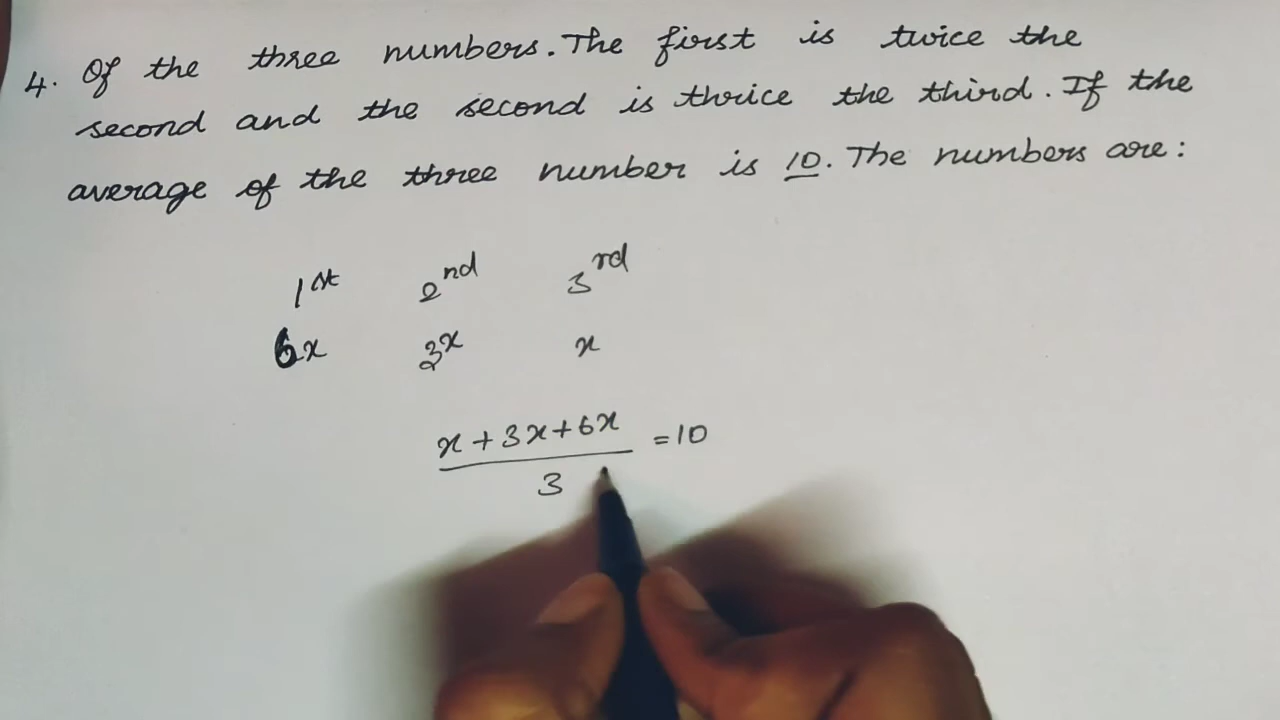 4. Of the three numbers. The first is twice the
second and the second is thrice the third. If the
average of the three number is 10. The numbers are:
1st 2nd 3rd
6x 3x x
x + 3x + 6x = 10
3